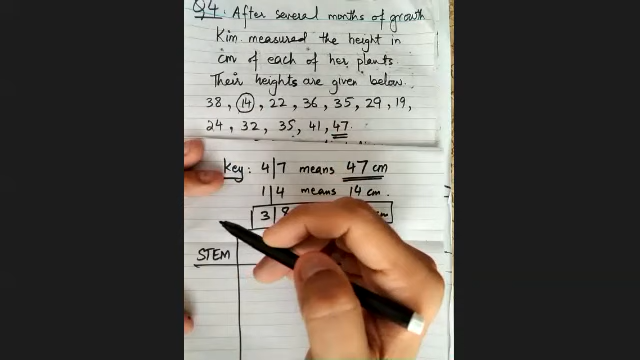 Q4. After several months of growth
Kim measured the height in
cm of each of her plants.
Their heights are given below.
38, 14, 22, 36, 35, 29, 19,
24, 32, 35, 41, 47.
Key: 4|7 means 47 cm
1|4 means 14 cm.
3|8 cm
STEM